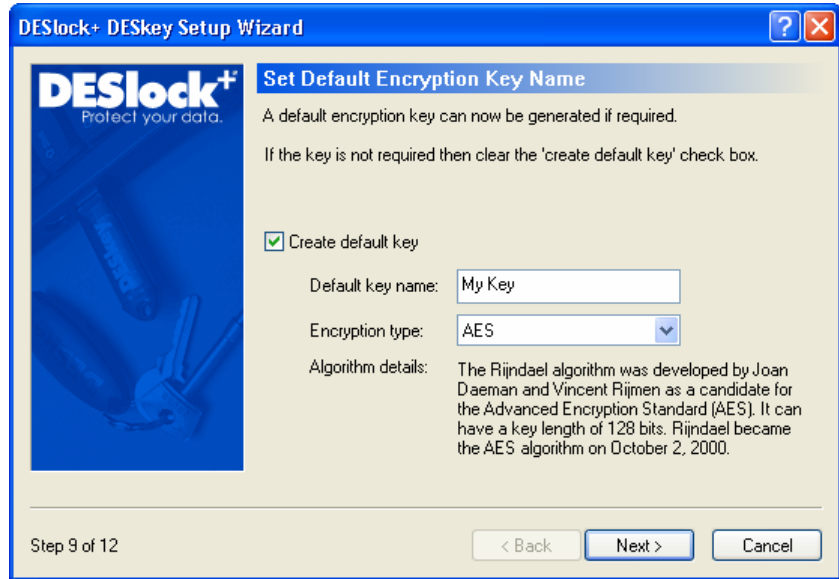 DESlock+ DESkey Setup Wizard
DESlock+
Protect your data.
DESkey
Set Default Encryption Key Name
A default encryption key can now be generated if required.
If the key is not required then clear the 'create default key' check box.
Create default key
Default key name: My Key
Encryption type: AES
Algorithm details: The Rijndael algorithm was developed by Joan
Daeman and Vincent Rijmen as a candidate for
the Advanced Encryption Standard (AES). It can
have a key length of 128 bits. Rijndael became
the AES algorithm on October 2, 2000.
Step 9 of 12
< Back
Next >
Cancel